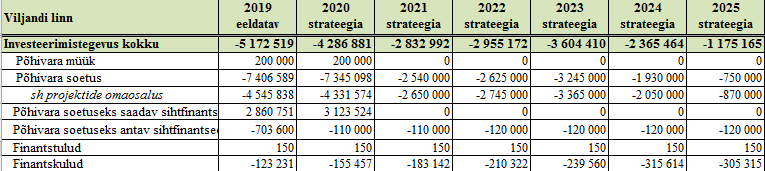 Viljandi linn 2019 2020 2021 2022 2023 2024 2025
eeldatav strateegia strateegia strateegia strateegia strateegia strateegia
Investeerimistegevus kokku -5 172 519 -4 286 881 -2 832 992 -2 955 172 -3 604 410 -2 365 464 -1 175 165
Põhivara müük 200 000 200 000 0 0 0 0 0
Põhivara soetus -7 406 589 -7 345 098 -2 540 000 -2 625 000 -3 245 000 -1 930 000 -750 000
sh projektide omaosalus -4 545 838 -4 331 574 -2 650 000 -2 745 000 -3 365 000 -2 050 000 -870 000
Põhivara soetuseks saadav sihtfinants 2 860 751 3 123 524 0 0 0 0 0
Põhivara soetuseks antav sihtfinantsee -703 600 -110 000 -110 000 -120 000 -120 000 -120 000 -120 000
Finantstulud 150 150 150 150 150 150 150
Finantskulud -123 231 -155 457 -183 142 -210 322 -239 560 -315 614 -305 315